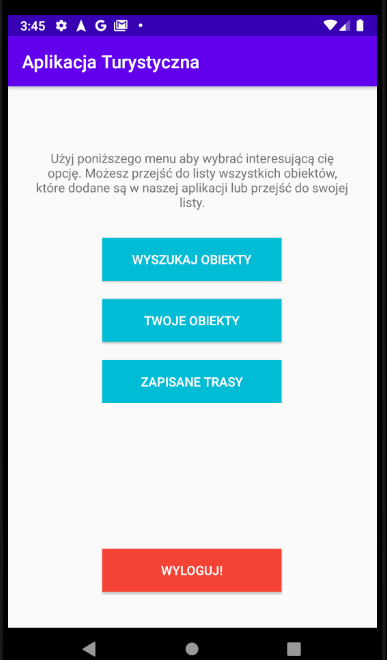 3:45
Aplikacja Turystyczna
Użyj poniższego menu aby wybrać interesującą cię
opcję. Możesz przejść do listy wszystkich obiektów,
które dodane są w naszej aplikacji lub przejść do swojej
listy.
WYSZUKAJ OBIEKTY
TWOJE OBIEKTY
ZAPISANE TRASY
WYLOGUJ!